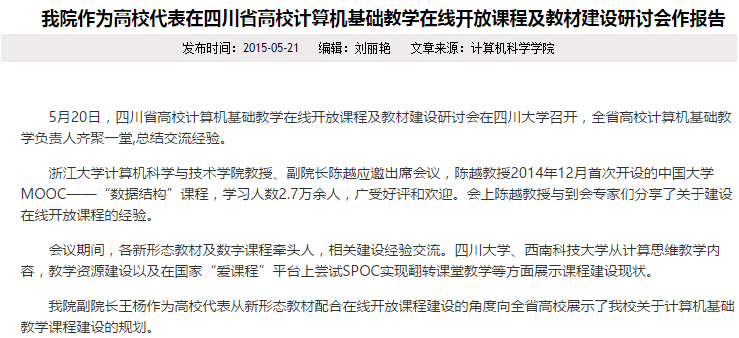 我院作为高校代表在四川省高校计算机基础教学在线开放课程及教材建设研讨会作报告
发布时间：2015-05-21 编辑：刘丽艳 文章来源：计算机科学学院
5月20日，四川省高校计算机基础教学在线开放课程及教材建设研讨会在四川大学召开，全省高校计算机基础教
学负责人齐聚一堂,总结交流经验。
浙江大学计算机科学与技术学院教授、副院长陈越应邀出席会议，陈越教授2014年12月首次开设的中国大学
MOOC——“数据结构”课程，学习人数2.7万余人，广受好评和欢迎。会上陈越教授与到会专家们分享了关于建设
在线开放课程的经验。
会议期间，各新形态教材及数字课程牵头人，相关建设经验交流。四川大学、西南科技大学从计算思维教学内
容，教学资源建设以及在国家“爱课程”平台上尝试SPOC实现翻转课堂教学等方面展示课程建设现状。
我院副院长王杨作为高校代表从新形态教材配合在线开放课程建设的角度向全省高校展示了我校关于计算机基础
教学课程建设的规划。